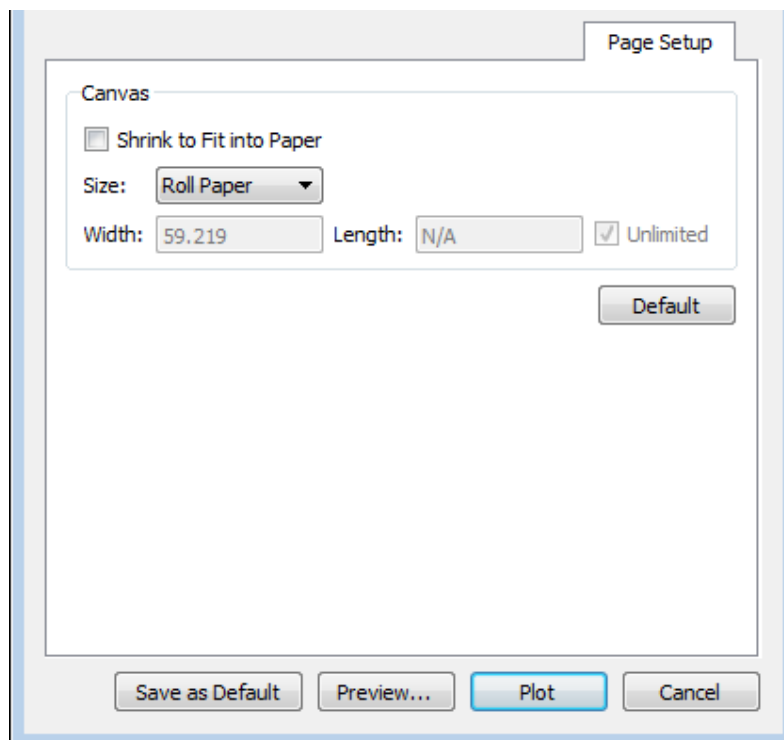 Page Setup
Canvas
Shrink to Fit into Paper
Size: Roll Paper
Width: 59.219 Length: N/A Unlimited
Default
Save as Default Preview... Plot Cancel